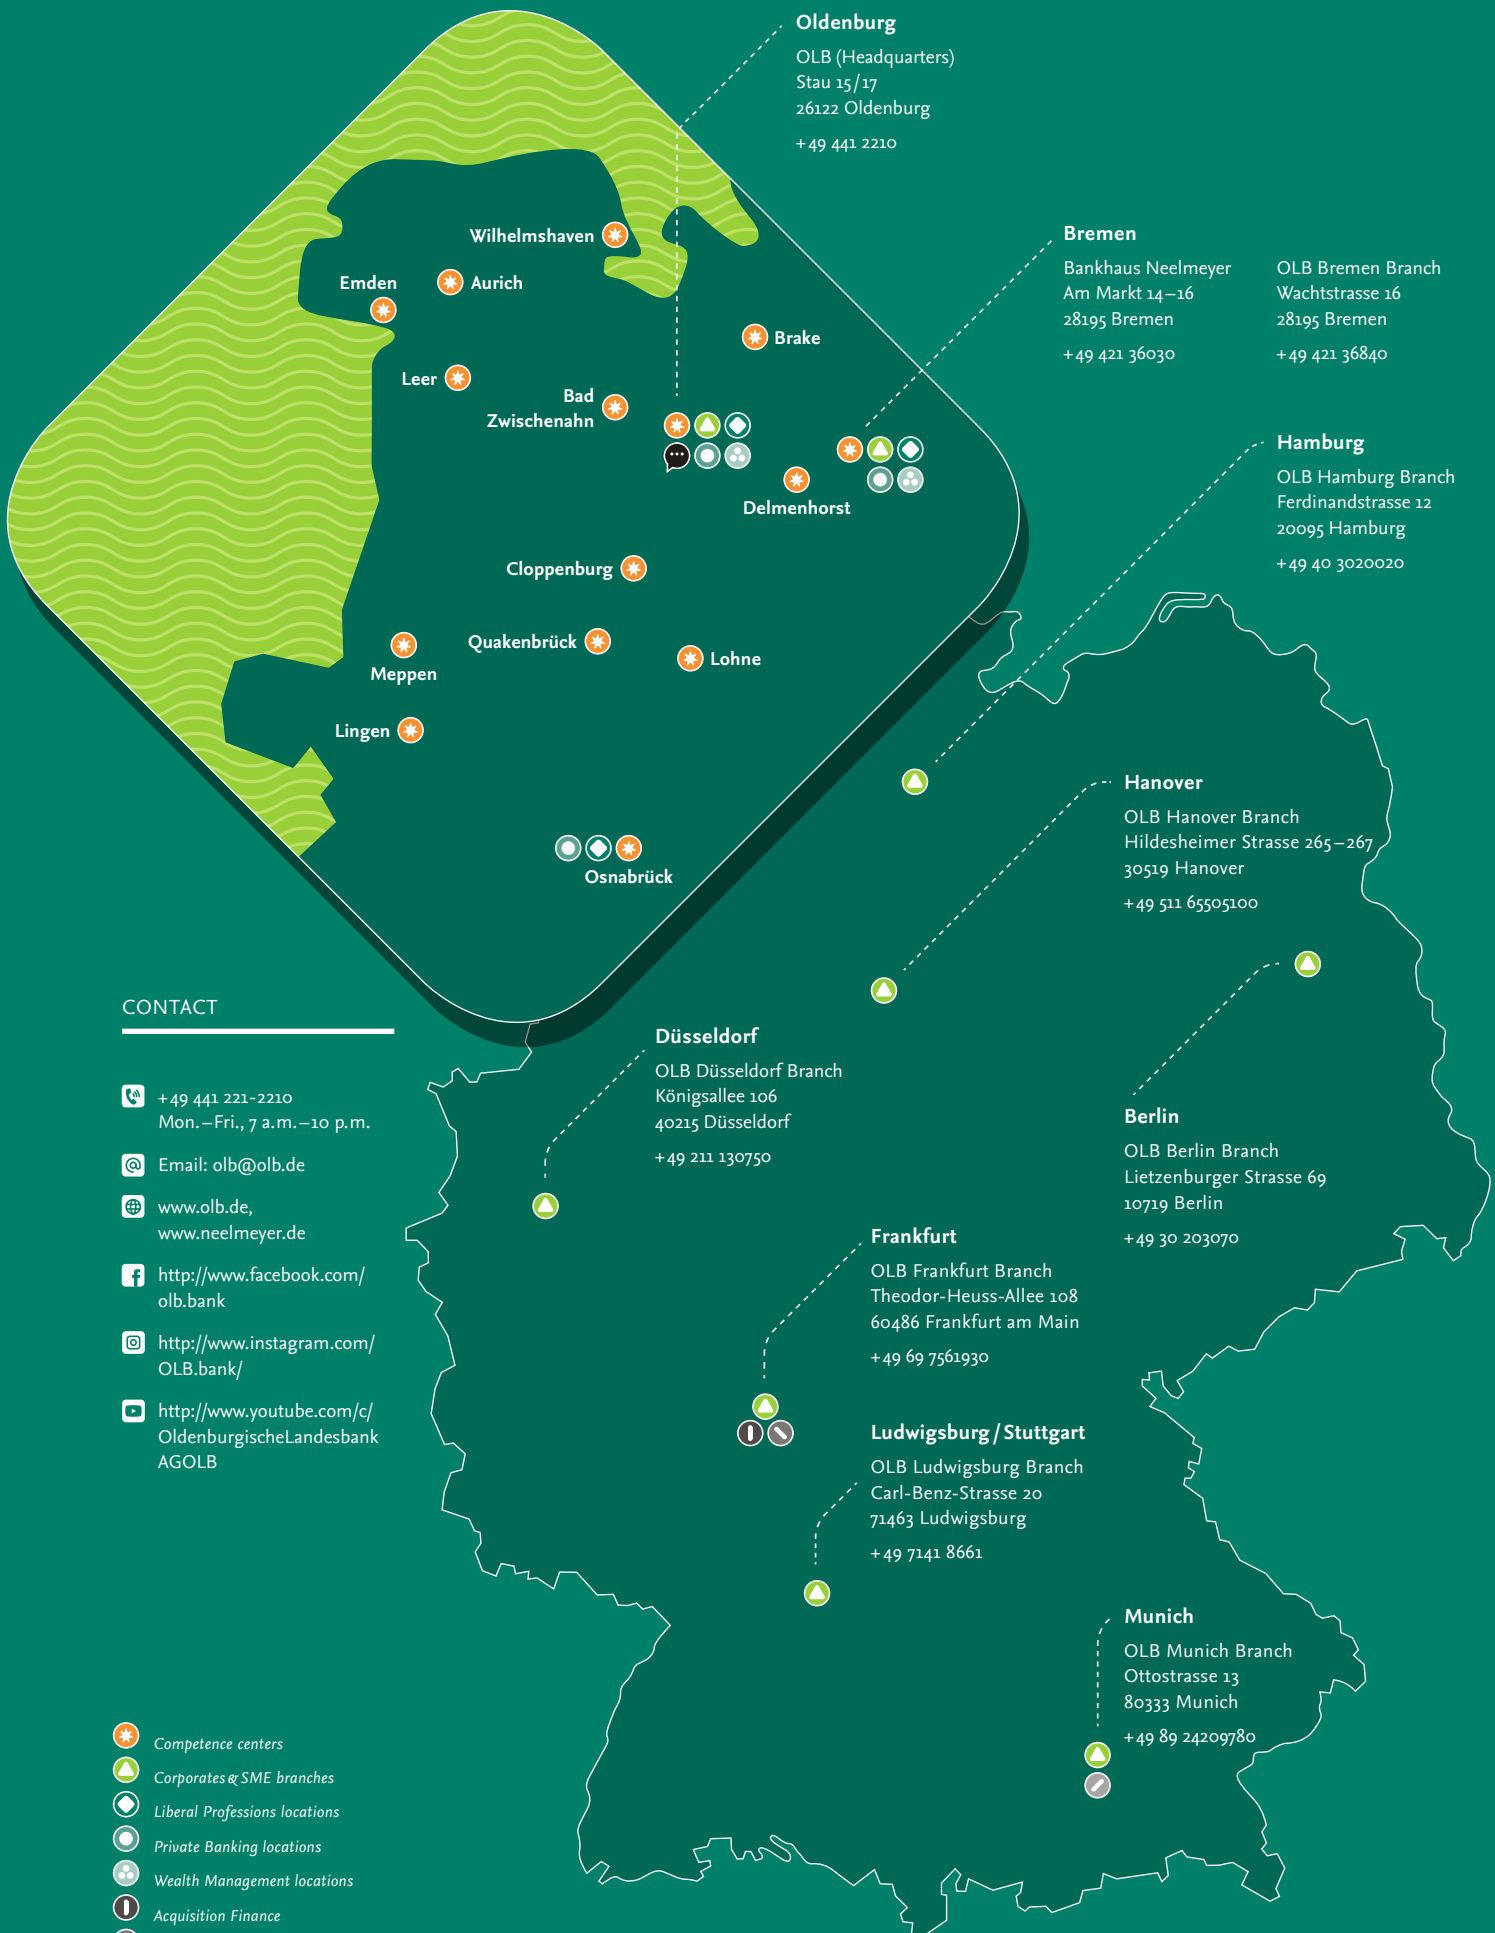 Oldenburg
OLB (Headquarters)
Stau 15/17
26122 Oldenburg
+49 441 2210
Bremen
Bankhaus Neelmeyer
Am Markt 14–16
28195 Bremen
+49 421 36030
OLB Bremen Branch
Wachtstrasse 16
28195 Bremen
+49 421 36840
Hamburg
OLB Hamburg Branch
Ferdinandstrasse 12
20095 Hamburg
+49 40 3020020
Wilhelmshaven
Emden
Aurich
Brake
Leer
Bad
Zwischenahn
Delmenhorst
Cloppenburg
Quakenbrück
Lohne
Meppen
Lingen
Osnabrück
Hanover
OLB Hanover Branch
Hildesheimer Strasse 265–267
30519 Hanover
+49 511 65505100
Düsseldorf
OLB Düsseldorf Branch
Königsallee 106
40215 Düsseldorf
+49 211 130750
Berlin
OLB Berlin Branch
Lietzenburger Strasse 69
10719 Berlin
+49 30 203070
Frankfurt
OLB Frankfurt Branch
Theodor-Heuss-Allee 108
60486 Frankfurt am Main
+49 69 7561930
Ludwigsburg/Stuttgart
OLB Ludwigsburg Branch
Carl-Benz-Strasse 20
71463 Ludwigsburg
+49 7141 8661
Munich
OLB Munich Branch
Ottostrasse 13
80333 Munich
+49 89 24209780
CONTACT
+49 441 221-2210
Mon.–Fri., 7 a.m.–10 p.m.
Email: olb@olb.de
www.olb.de,
www.neelmeyer.de
http://www.facebook.com/
olb.bank
http://www.instagram.com/
OLB.bank/
http://www.youtube.com/c/
OldenburgischeLandesbank
AGOLB
Competence centers
Corporates & SME branches
Liberal Professions locations
Private Banking locations
Wealth Management locations
Acquisition Finance